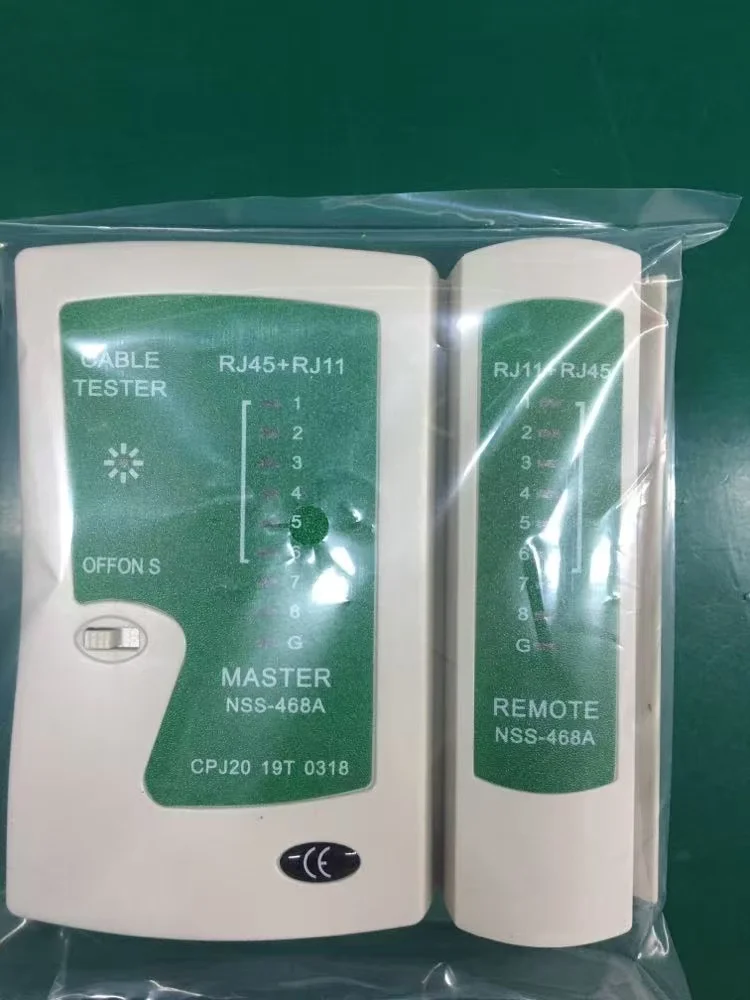 CABLE
TESTER
RJ45+RJ11
1
2
3
4
5
6
7
8
G
OFFON S
MASTER
NSS-468A
CPJ20 19T 0318
CE
RJ11+RJ45
1
2
3
4
5
6
7
8
G
REMOTE
NSS-468A